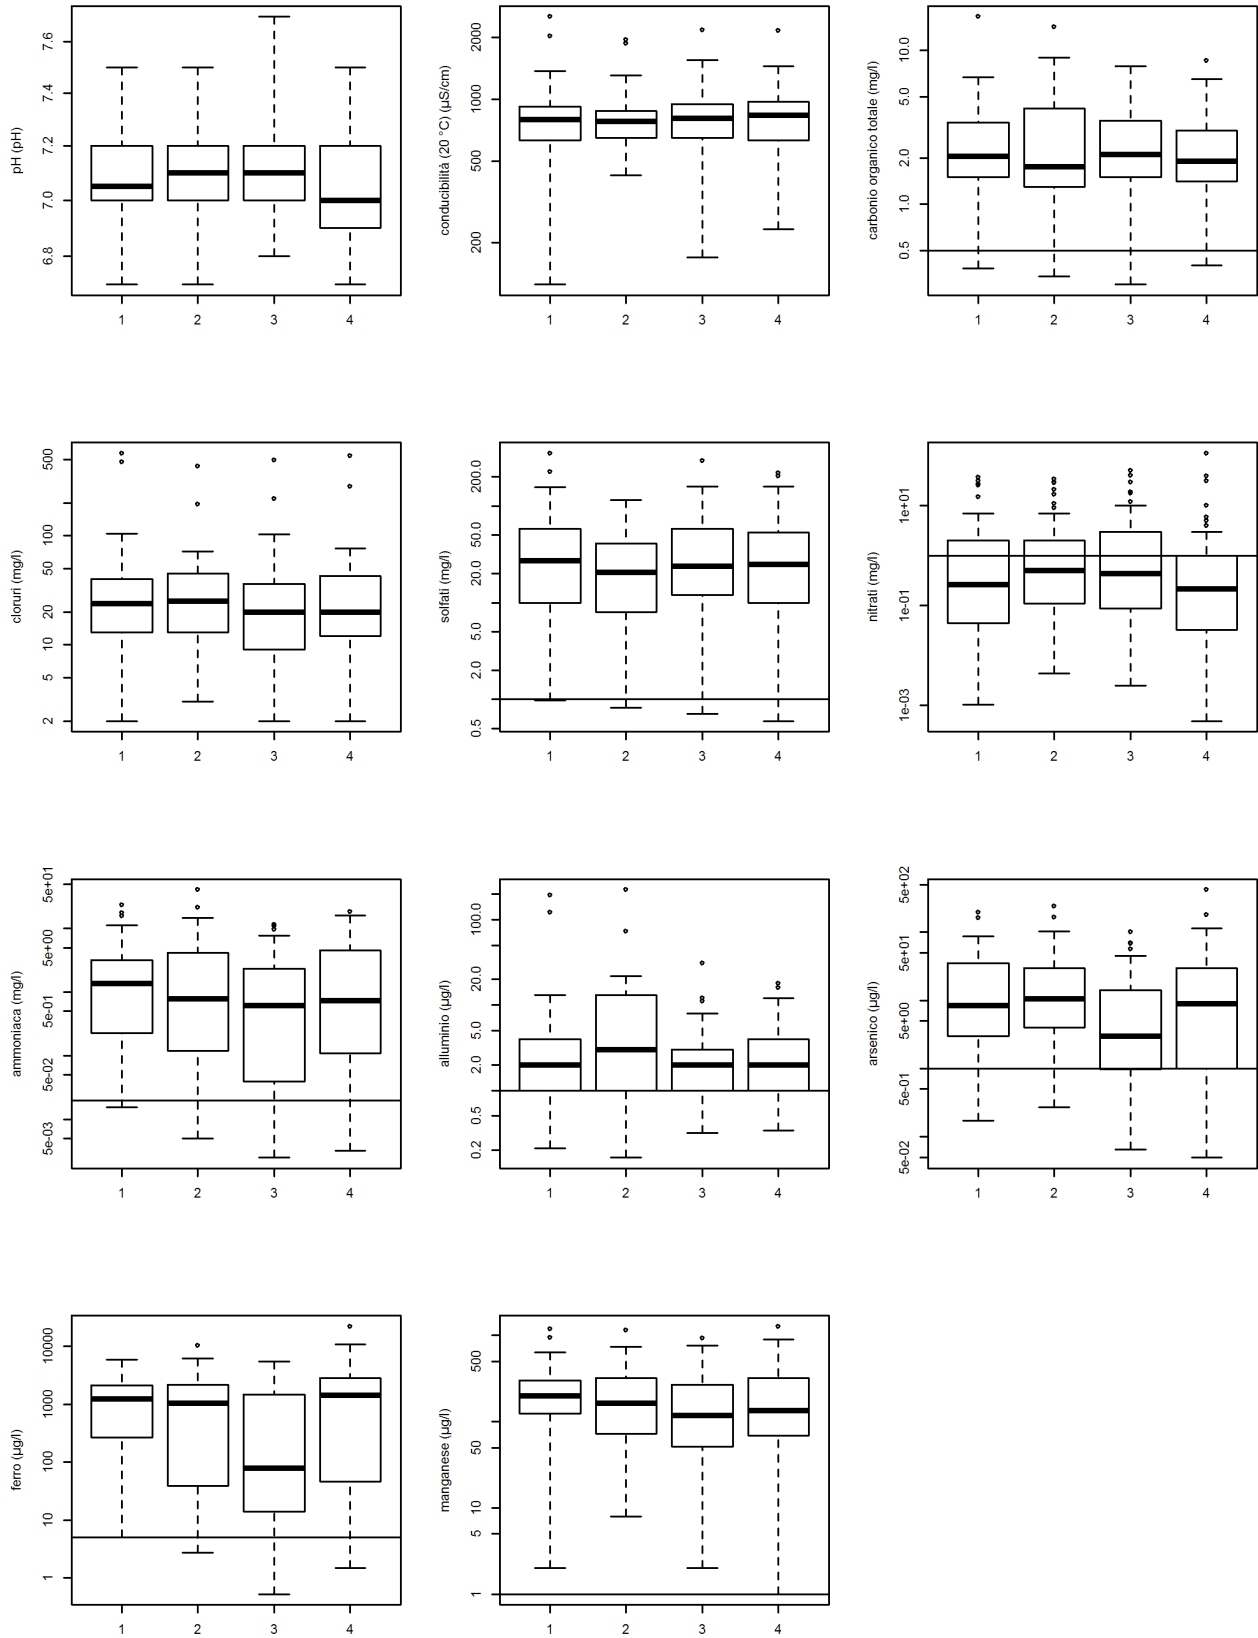 pH (pH)
7.6
7.4
7.2
7.0
6.8
1 2 3 4
conducibilità (20 °C) (µS/cm)
2000
1000
500
200
1 2 3 4
carbonio organico totale (mg/l)
10.0
5.0
2.0
1.0
0.5
1 2 3 4
cloruri (mg/l)
500
100
50
20
10
5
2
1 2 3 4
solfati (mg/l)
200.0
50.0
20.0
5.0
2.0
0.5
1 2 3 4
nitrati (mg/l)
1e+01
1e-01
1e-03
1 2 3 4
ammoniaca (mg/l)
5e+01
5e+00
5e-01
5e-02
5e-03
1 2 3 4
alluminio (µg/l)
100.0
20.0
5.0
2.0
0.5
0.2
1 2 3 4
arsenico (µg/l)
5e+02
5e+01
5e+00
5e-01
5e-02
1 2 3 4
ferro (µg/l)
10000
1000
100
10
1
1 2 3 4
manganese (µg/l)
500
50
10
5
1
1 2 3 4